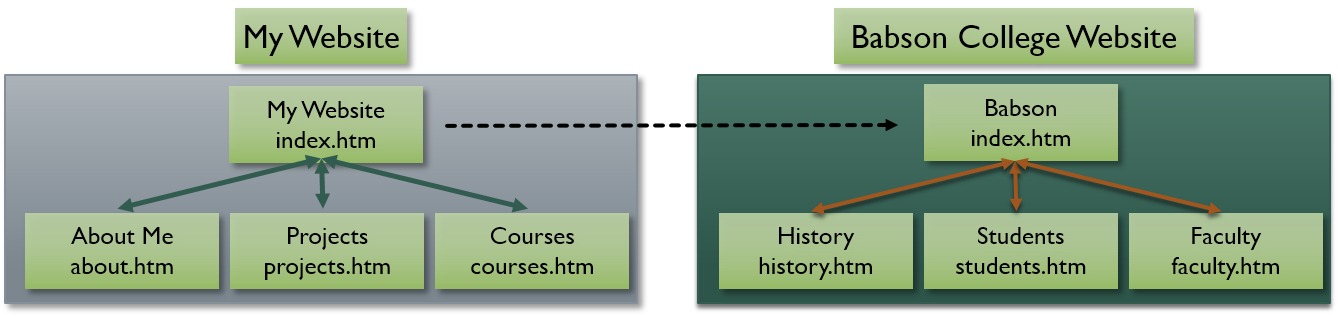 My Website
Babson College Website
My Website
index.htm
Babson
index.htm
About Me
about.htm
Projects
projects.htm
Courses
courses.htm
History
history.htm
Students
students.htm
Faculty
faculty.htm